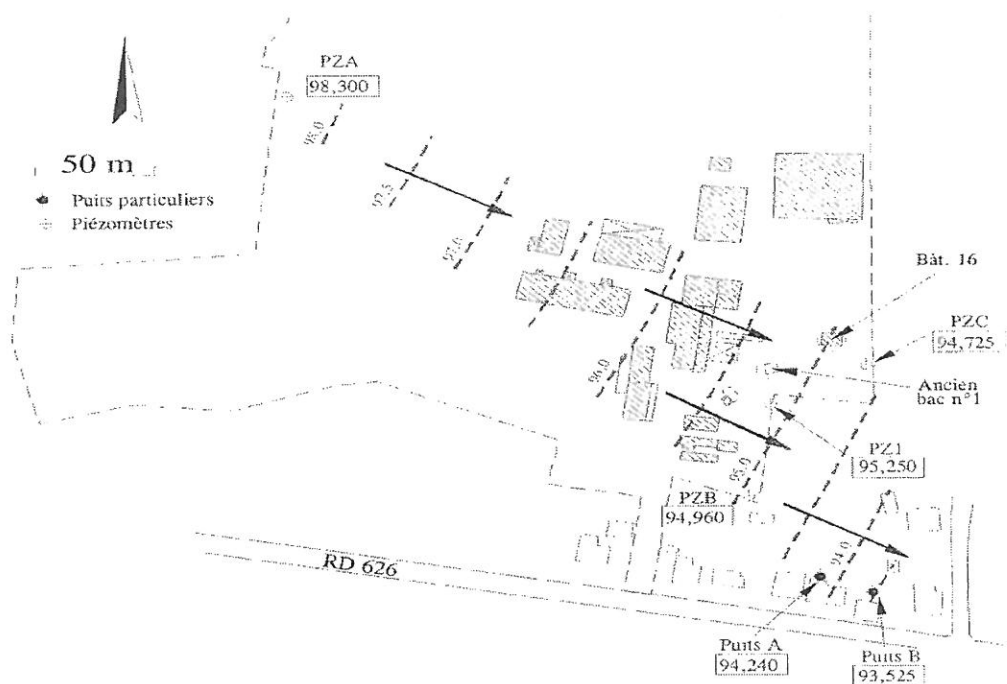 PZA
98,300
98.0
50 m
97.5
Puits particuliers
Piézomètres
97.0
Bât. 16
PZC
94,725
96.0
Ancien
bac n°1
PZ1
95,250
95.0
PZB
94,960
94.0
RD 626
Puits A
94,240
Puits B
93,525